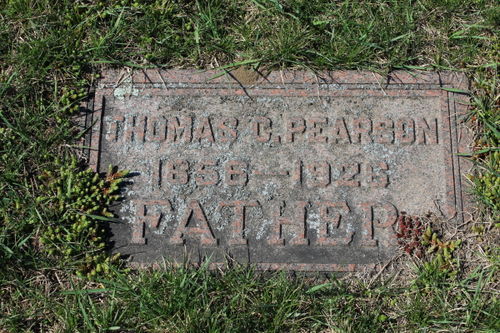 THOMAS C. PEARSON
1856-1926
FATHER